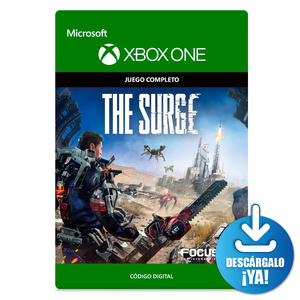 Microsoft
XBOX ONE
JUEGO COMPLETO
THE SURGE
FOCUS
CÓDIGO DIGITAL
DESCÁRGALO
¡YA!